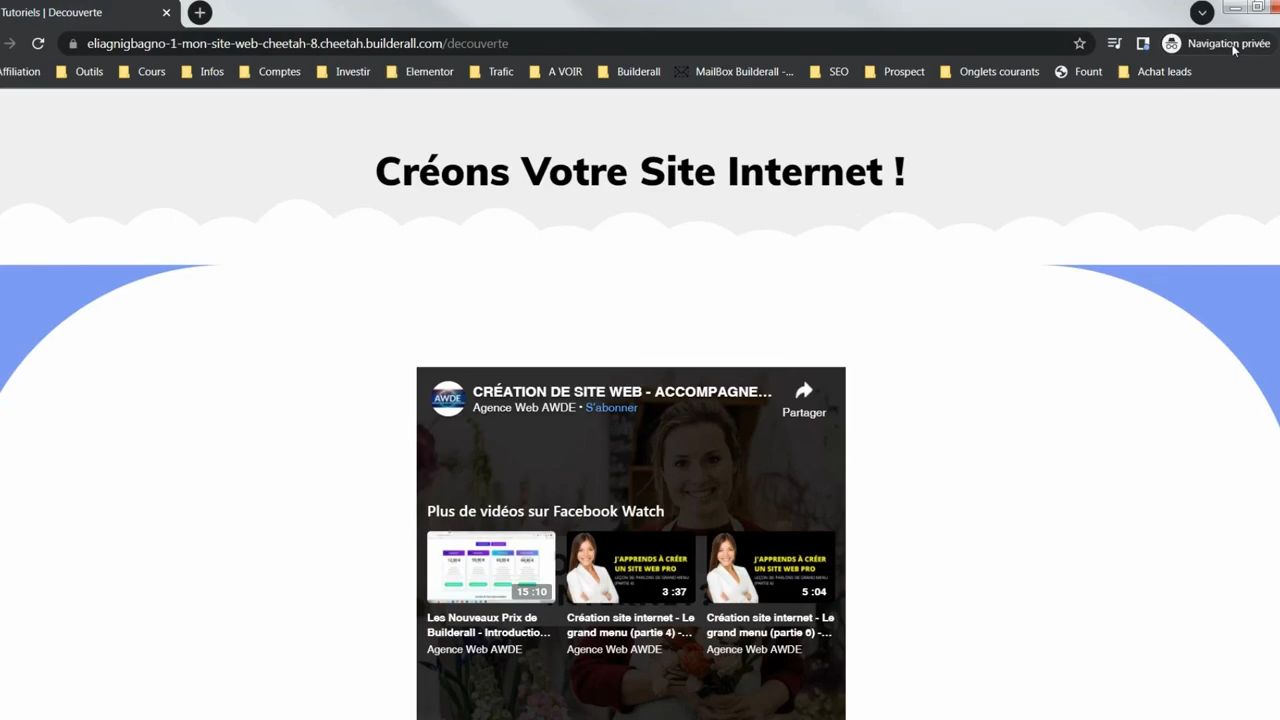 Tutoriels | Decouverte
eliagnigbagno-1-mon-site-web-cheetah-8.cheetah.builderall.com/decouverte
Navigation privée
ffiliation Outils Cours Infos Comptes Investir Elementor Trafic A VOIR Builderall MailBox Builderall -... SEO Prospect Onglets courants Fount Achat leads
Créons Votre Site Internet !
AWDE
CRÉATION DE SITE WEB - ACCOMPAGNE...
Agence Web AWDE • S'abonner
Partager
Plus de vidéos sur Facebook Watch
15:10
Les Nouveaux Prix de
Builderall - Introductio...
Agence Web AWDE
J'APPRENDS À CRÉER
UN SITE WEB PRO
3:37
Création site internet - Le
grand menu (partie 4) -...
Agence Web AWDE
J'APPRENDS À CRÉER
UN SITE WEB PRO
5:04
Création site internet - Le
grand menu (partie 6) -...
Agence Web AWDE